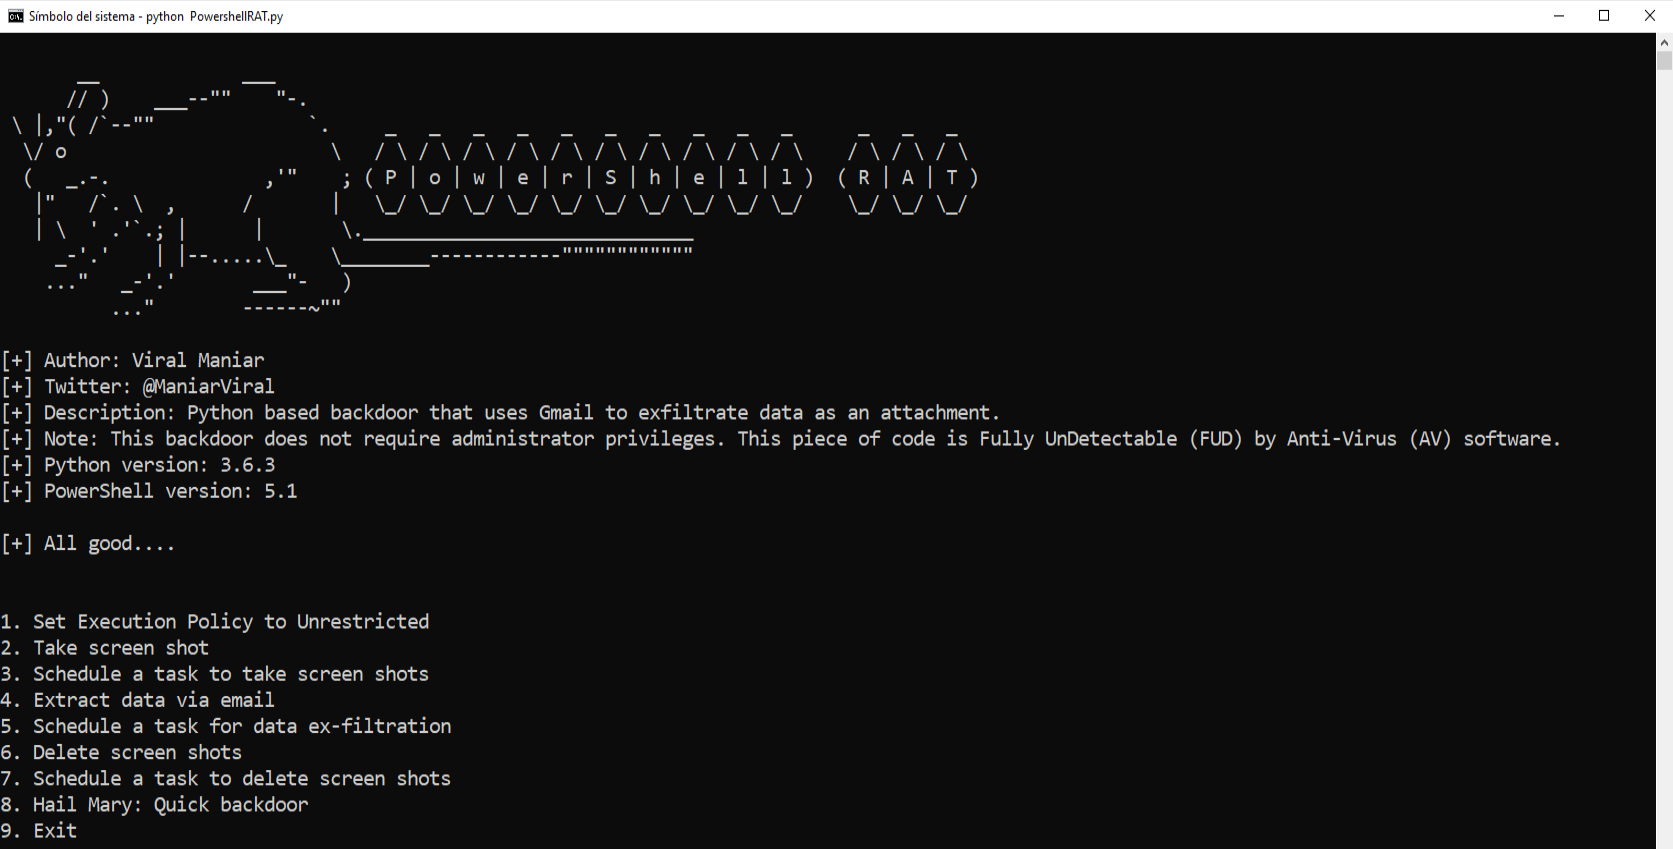 Símbolo del sistema - python PowershellRAT.py
(P|o|w|e|r|S|h|e|l|l) (R|A|T)
[+] Author: Viral Maniar
[+] Twitter: @ManiarViral
[+] Description: Python based backdoor that uses Gmail to exfiltrate data as an attachment.
[+] Note: This backdoor does not require administrator privileges. This piece of code is Fully UnDetectable (FUD) by Anti-Virus (AV) software.
[+] Python version: 3.6.3
[+] PowerShell version: 5.1
[+] All good....
1. Set Execution Policy to Unrestricted
2. Take screen shot
3. Schedule a task to take screen shots
4. Extract data via email
5. Schedule a task for data ex-filtration
6. Delete screen shots
7. Schedule a task to delete screen shots
8. Hail Mary: Quick backdoor
9. Exit